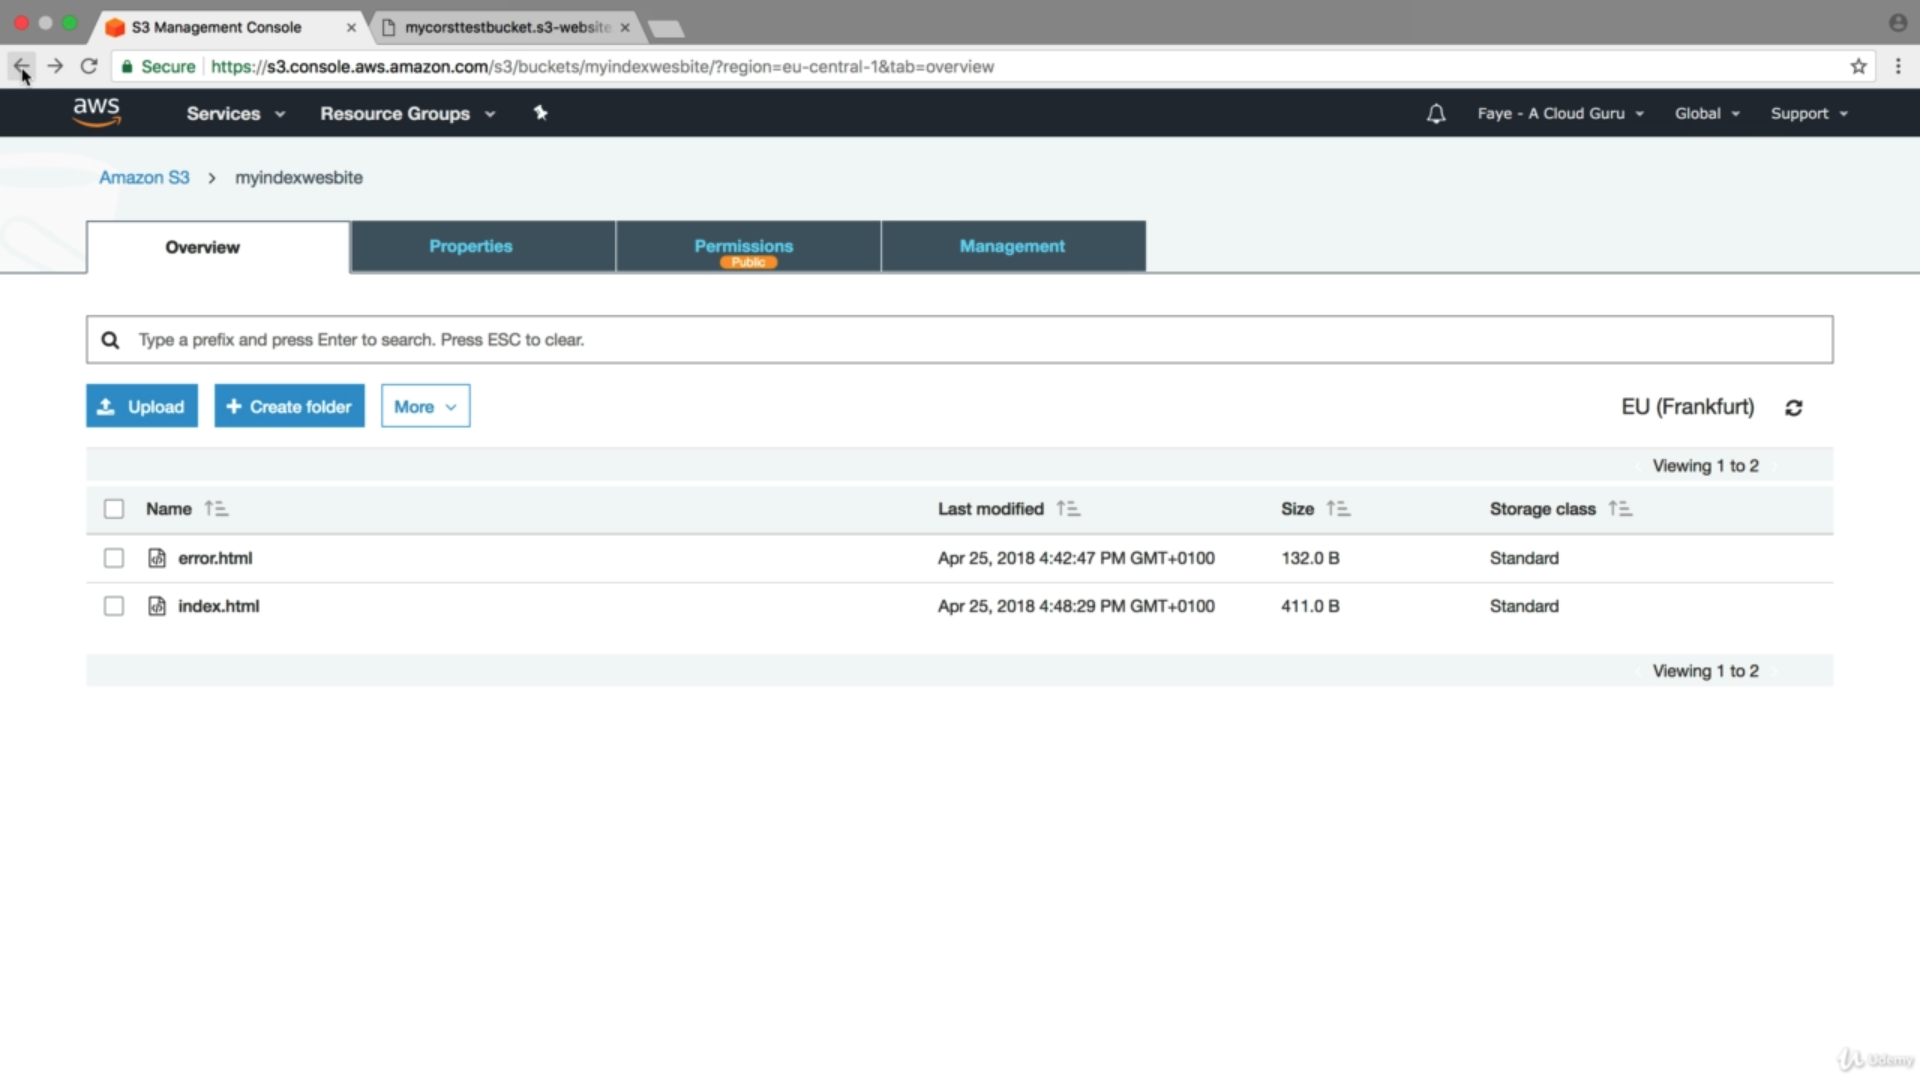 S3 Management Console
mycorsttestbucket.s3-website
Secure https://s3.console.aws.amazon.com/s3/buckets/myindexwesbite/?region=eu-central-1&tab=overview
aws Services Resource Groups Faye - A Cloud Guru Global Support
Amazon S3 > myindexwesbite
Overview Properties Permissions Management
Public
Type a prefix and press Enter to search. Press ESC to clear.
Upload + Create folder More EU (Frankfurt)
Viewing 1 to 2
Name Last modified Size Storage class
error.html Apr 25, 2018 4:42:47 PM GMT+0100 132.0 B Standard
index.html Apr 25, 2018 4:48:29 PM GMT+0100 411.0 B Standard
Viewing 1 to 2
Udemy